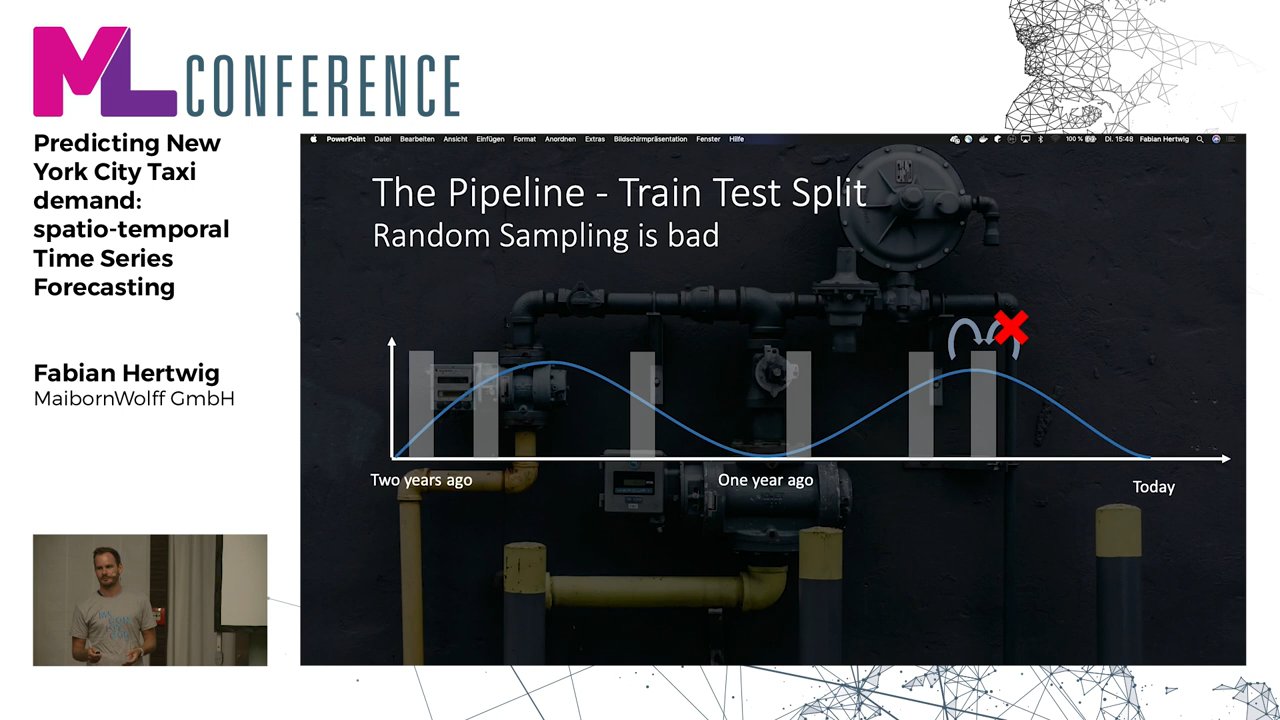 ML CONFERENCE
Predicting New
York City Taxi
demand:
spatio-temporal
Time Series
Forecasting
Fabian Hertwig
MaibornWolff GmbH
PowerPoint Datei Bearbeiten Ansicht Einfügen Format Anordnen Extras Bildschirmpräsentation Fenster Hilfe
100 % Di. 15:48 Fabian Hertwig
The Pipeline - Train Test Split
Random Sampling is bad
Two years ago
One year ago
Today